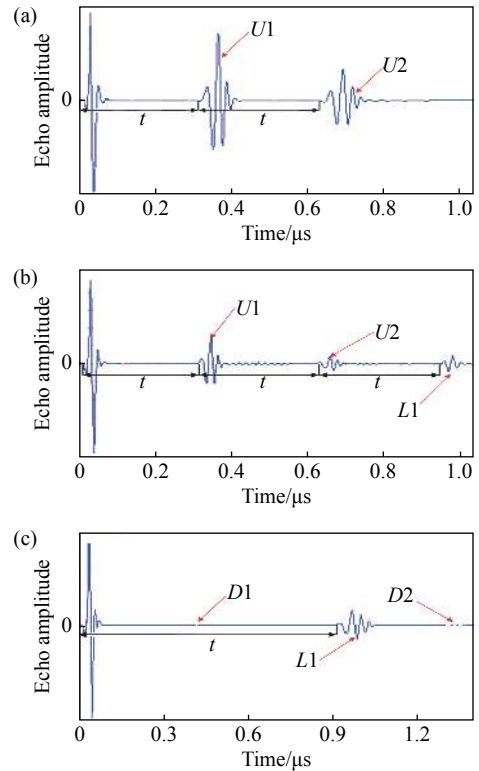 (a)
Echo amplitude
0
U1
U2
t
t
0 0.2 0.4 0.6 0.8 1.0
Time/μs
(b)
Echo amplitude
0
U1
U2
t
t
t
L1
0 0.2 0.4 0.6 0.8 1.0
Time/μs
(c)
Echo amplitude
0
D1
D2
t
L1
0 0.3 0.6 0.9 1.2
Time/μs